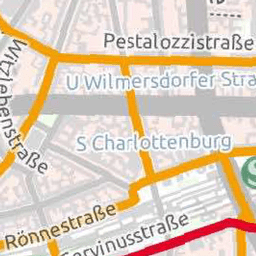 Pestalozzistraße
U Wilmersdorfer Stra
Witzlebenstraße
S Charlottenburg
Rönnestraße
Gervinusstraße